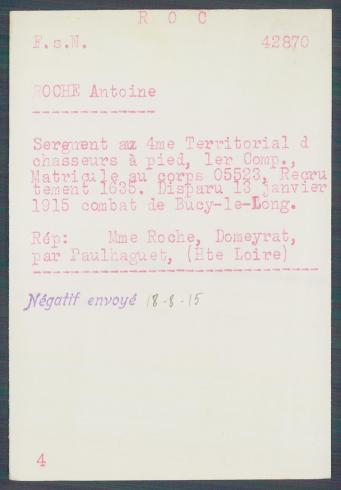 R O C
F.s.N. 42870
ROCHE Antoine
Sergment au 4me Territorial d
chasseurs à pied, 1er Comp.,
Matricule au corps 05523, Recru
tement 1635. Disparu 13 janvier
1915 combat de Bucy-le-Long.
Rép: Mme Roche, Domeyrat,
par Paulhaguet, (Hte Loire)
Négatif envoyé 18-8-15
4